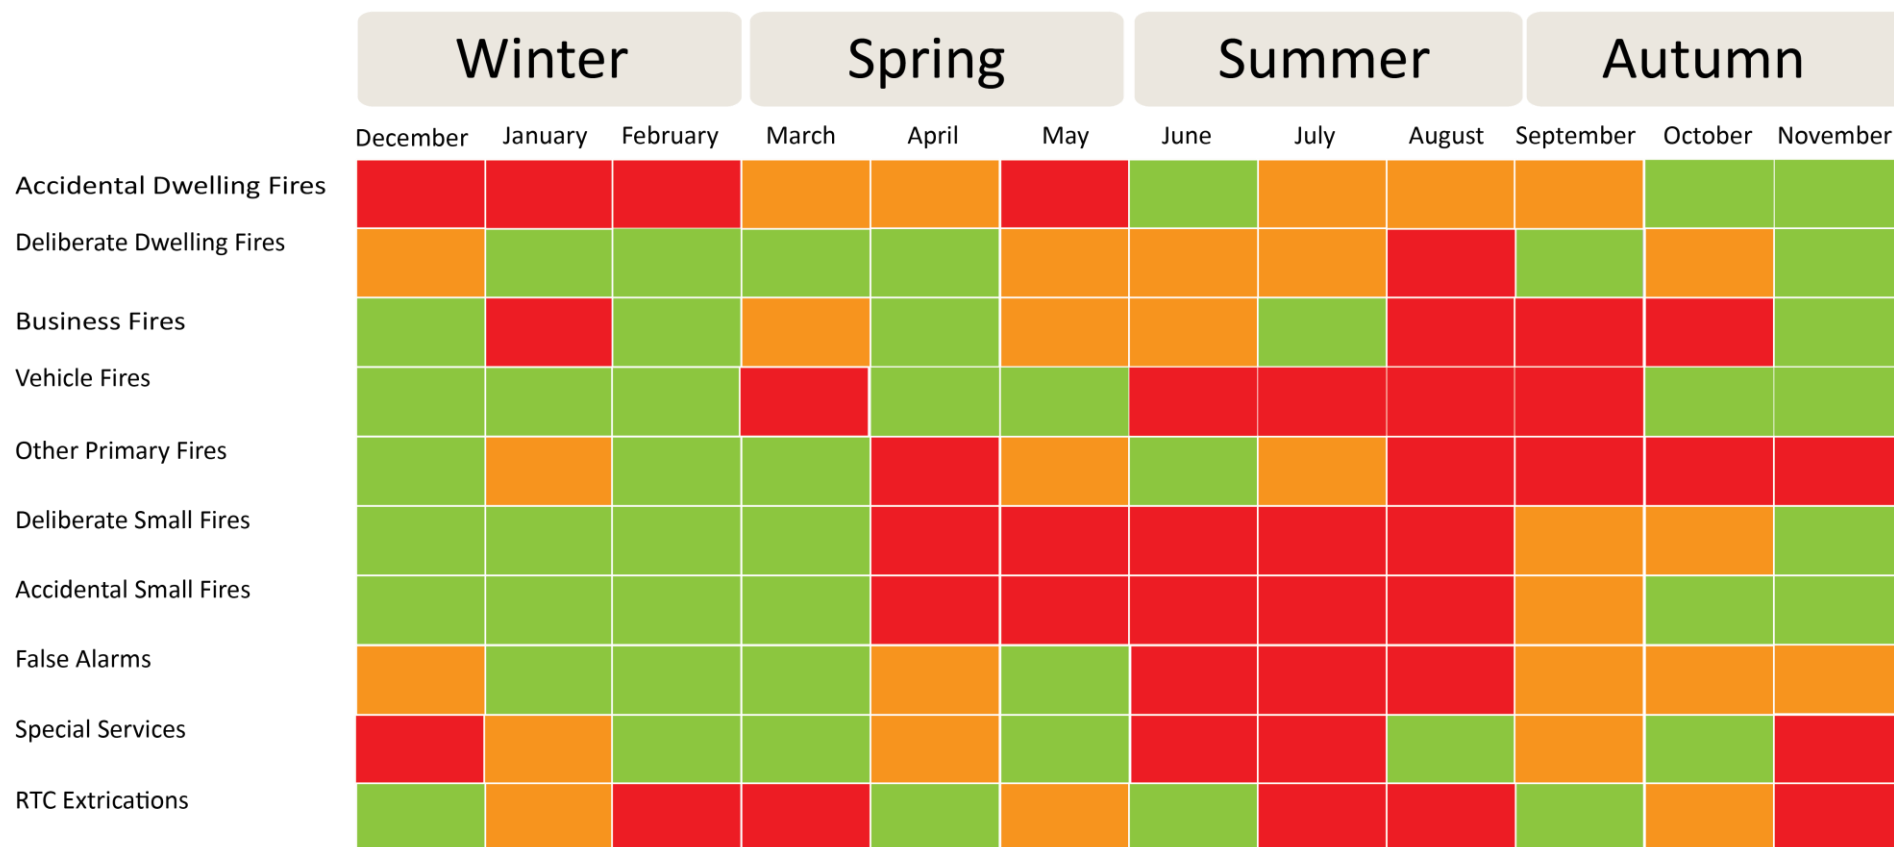 Winter Spring Summer Autumn
December January February March April May June July August September October November
Accidental Dwelling Fires
Deliberate Dwelling Fires
Business Fires
Vehicle Fires
Other Primary Fires
Deliberate Small Fires
Accidental Small Fires
False Alarms
Special Services
RTC Extrications